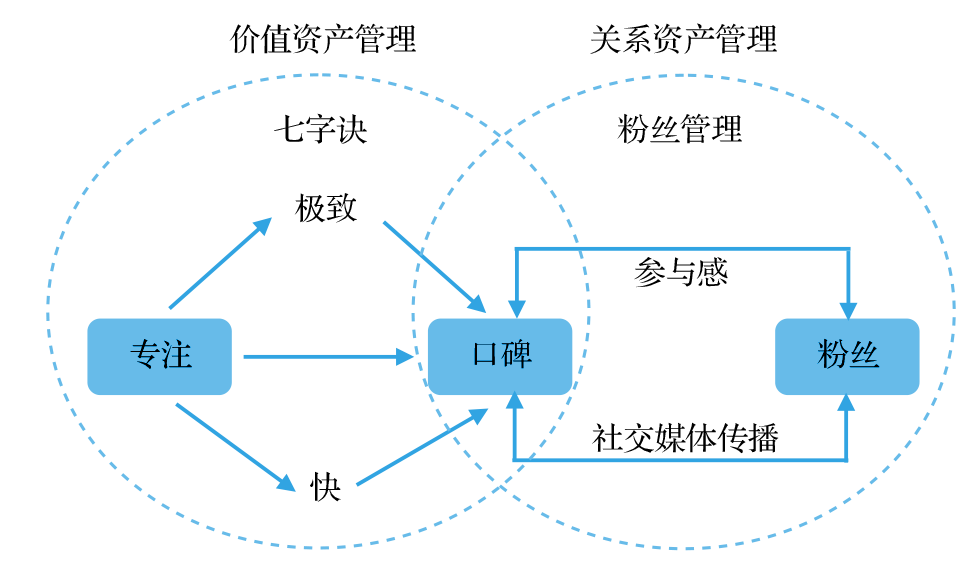 价值资产管理
关系资产管理
七字诀
粉丝管理
极致
参与感
专注
口碑
粉丝
社交媒体传播
快